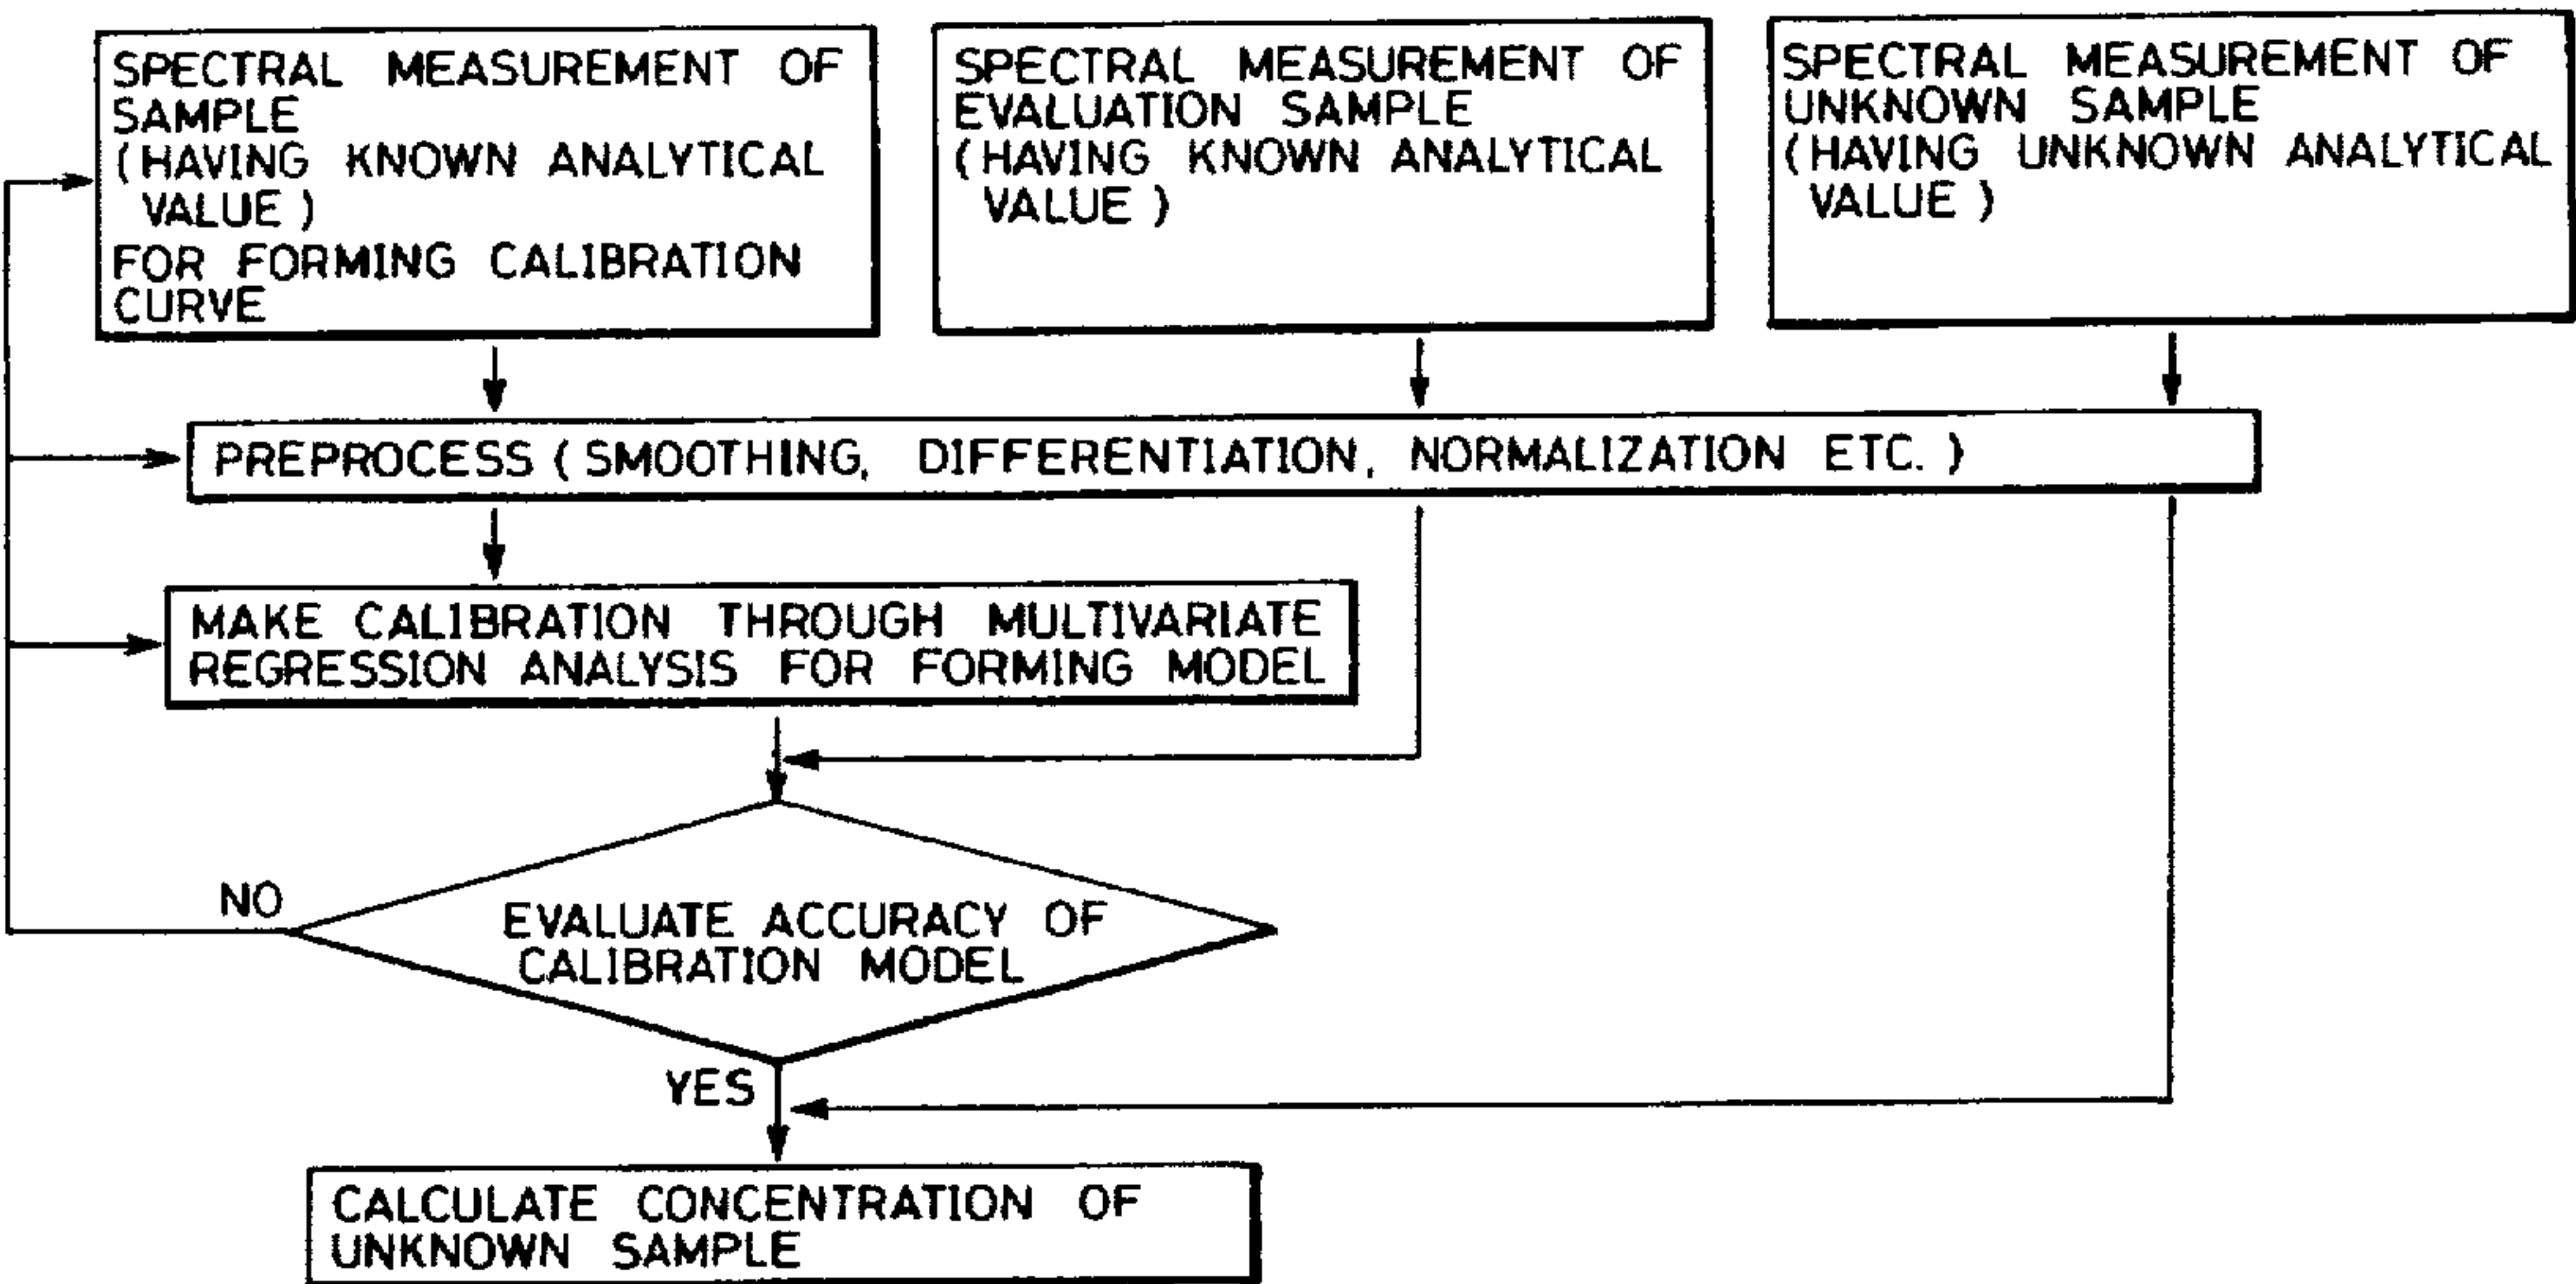 SPECTRAL MEASUREMENT OF
SAMPLE
(HAVING KNOWN ANALYTICAL
VALUE)
FOR FORMING CALIBRATION
CURVE
SPECTRAL MEASUREMENT OF
EVALUATION SAMPLE
(HAVING KNOWN ANALYTICAL
VALUE)
SPECTRAL MEASUREMENT OF
UNKNOWN SAMPLE
(HAVING UNKNOWN ANALYTICAL
VALUE)
PREPROCESS (SMOOTHING, DIFFERENTIATION, NORMALIZATION ETC.)
MAKE CALIBRATION THROUGH MULTIVARIATE
REGRESSION ANALYSIS FOR FORMING MODEL
NO
EVALUATE ACCURACY OF
CALIBRATION MODEL
YES
CALCULATE CONCENTRATION OF
UNKNOWN SAMPLE